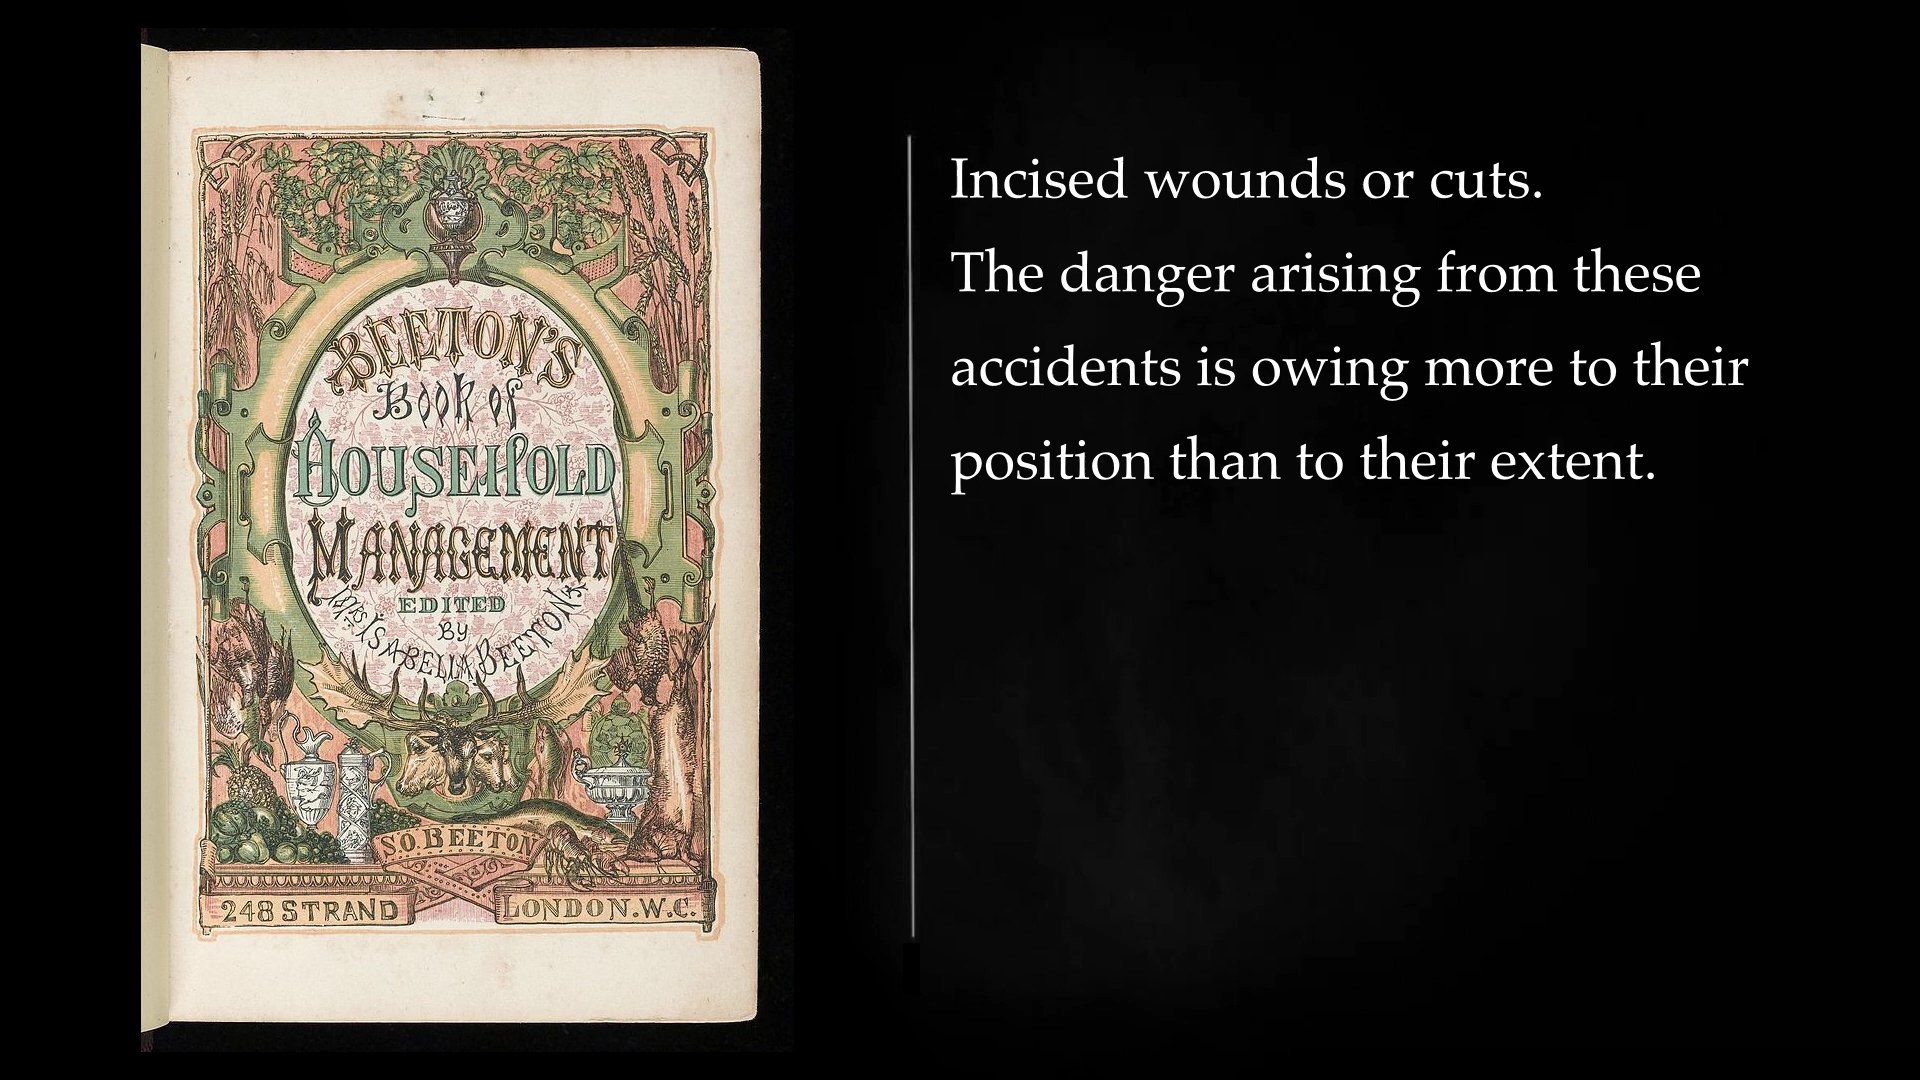 BEETON'S
Book of
HOUSEHOLD
MANAGEMENT
EDITED
By
MRS ISABELLA BEETON
S.O. BEETON
248 STRAND
LONDON. W.C.
Incised wounds or cuts.
The danger arising from these
accidents is owing more to their
position than to their extent.